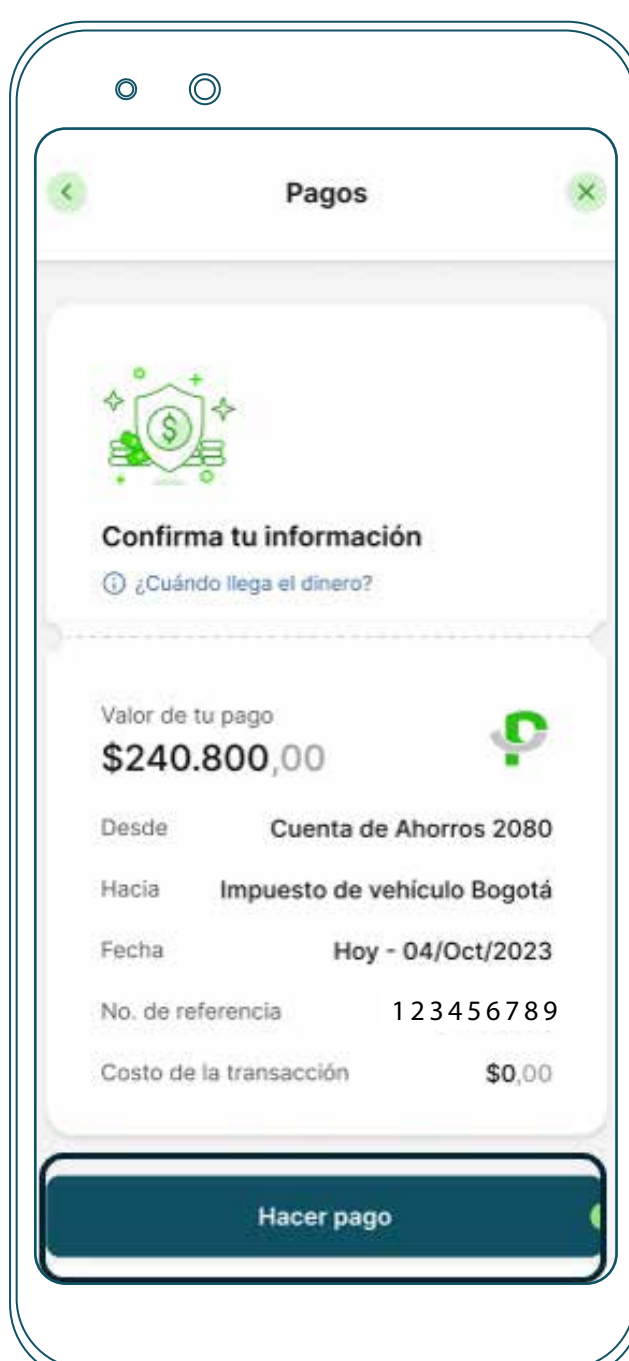 Pagos
Confirma tu información
¿Cuándo llega el dinero?
Valor de tu pago
$240.800,00
Desde Cuenta de Ahorros 2080
Hacia Impuesto de vehículo Bogotá
Fecha Hoy - 04/Oct/2023
No. de referencia 123456789
Costo de la transacción $0,00
Hacer pago